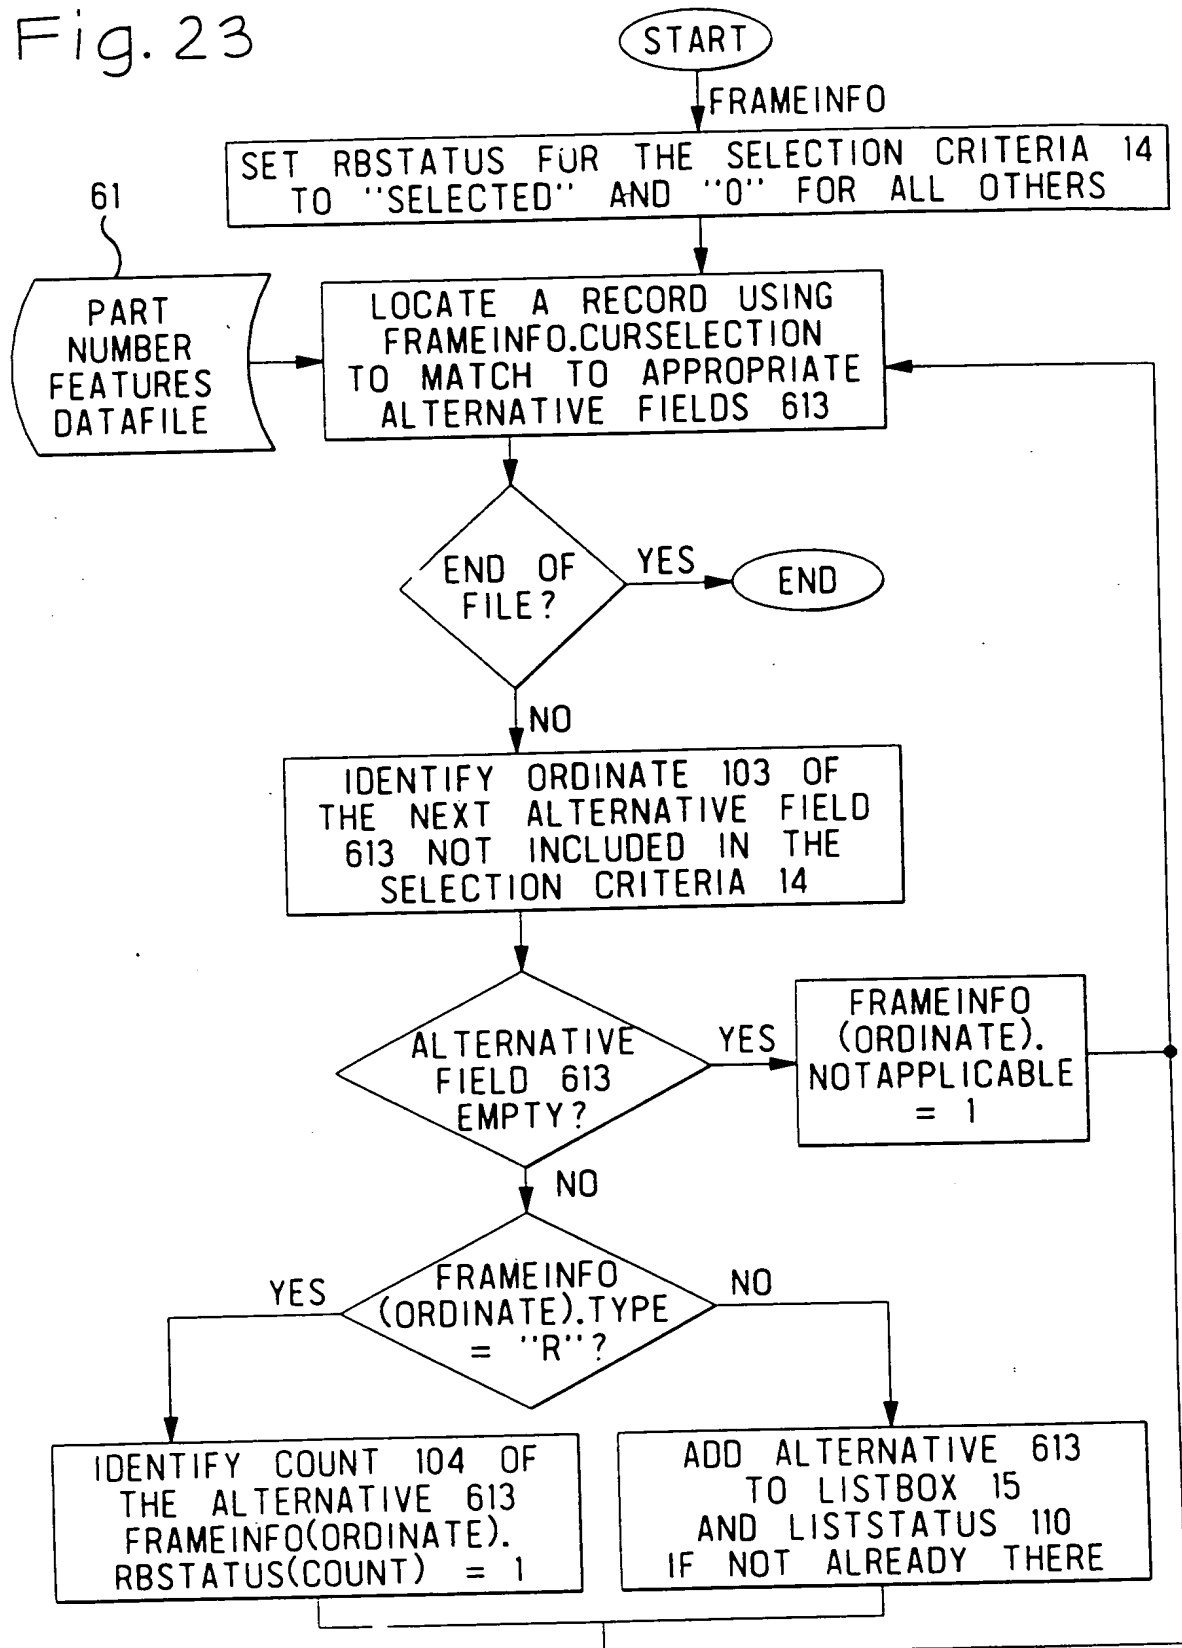 Fig. 23
START
FRAMEINFO
SET RBSTATUS FOR THE SELECTION CRITERIA 14
TO "SELECTED" AND "0" FOR ALL OTHERS
61
PART
NUMBER
FEATURES
DATAFILE
LOCATE A RECORD USING
FRAMEINFO.CURSELECTION
TO MATCH TO APPROPRIATE
ALTERNATIVE FIELDS 613
END OF
FILE?
YES
END
NO
IDENTIFY ORDINATE 103 OF
THE NEXT ALTERNATIVE FIELD
613 NOT INCLUDED IN THE
SELECTION CRITERIA 14
ALTERNATIVE
FIELD 613
EMPTY?
YES
FRAMEINFO
(ORDINATE).
NOTAPPLICABLE
= 1
NO
FRAMEINFO
(ORDINATE).TYPE
= "R"?
YES
NO
IDENTIFY COUNT 104 OF
THE ALTERNATIVE 613
FRAMEINFO(ORDINATE).
RBSTATUS(COUNT) = 1
ADD ALTERNATIVE 613
TO LISTBOX 15
AND LISTSTATUS 110
IF NOT ALREADY THERE